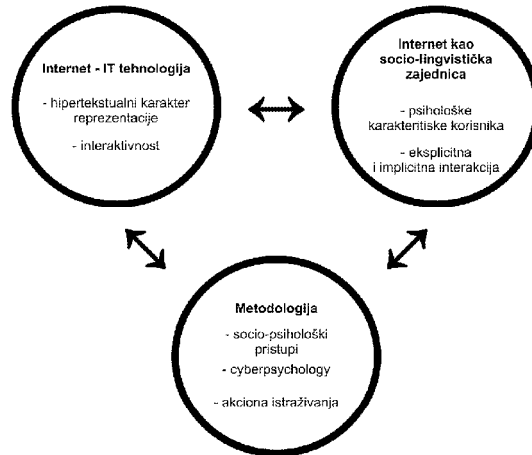 Internet - IT tehnologija
- hipertekstualni karakter
reprezentacije
- interaktivnost
Internet kao
socio-lingvistička
zajednica
- psihološke
karakteritiske korisnika
- eksplicitna
i implicitna interakcija
Metodologija
- socio-psihološki
pristupi
- cyberpsychology
- akciona istraživanja